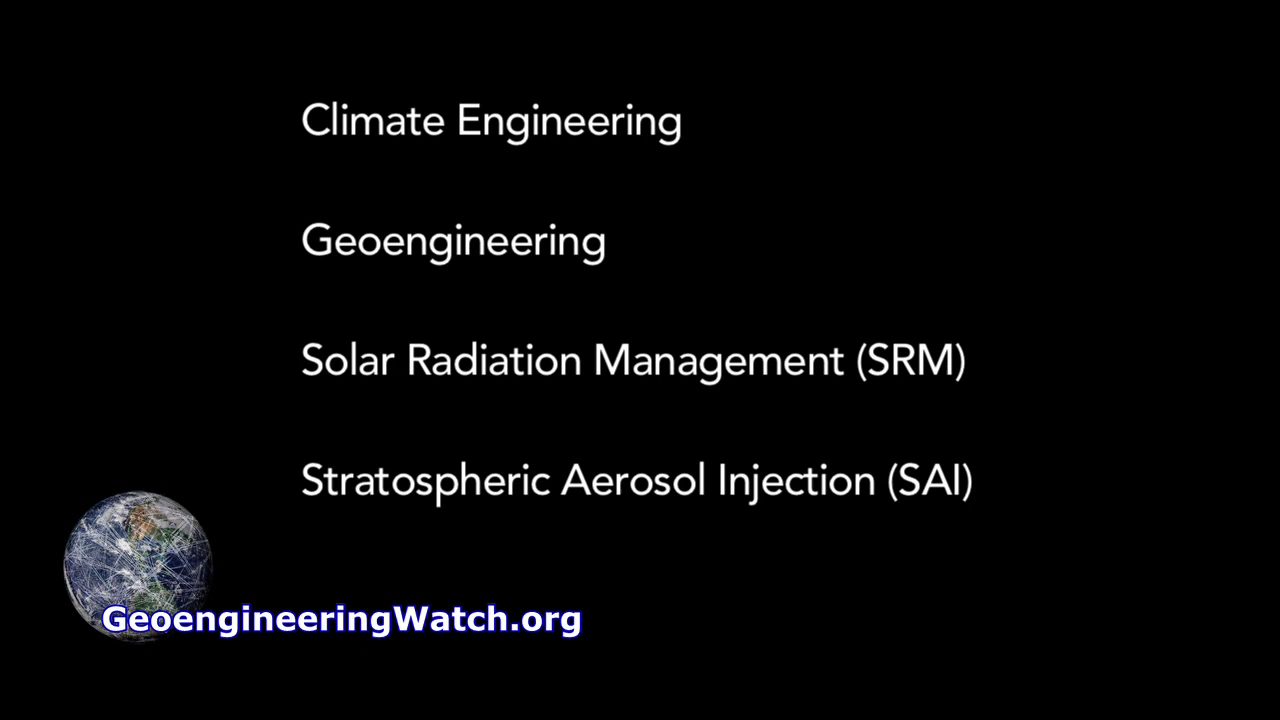 Climate Engineering
Geoengineering
Solar Radiation Management (SRM)
Stratospheric Aerosol Injection (SAI)
GeoengineeringWatch.org